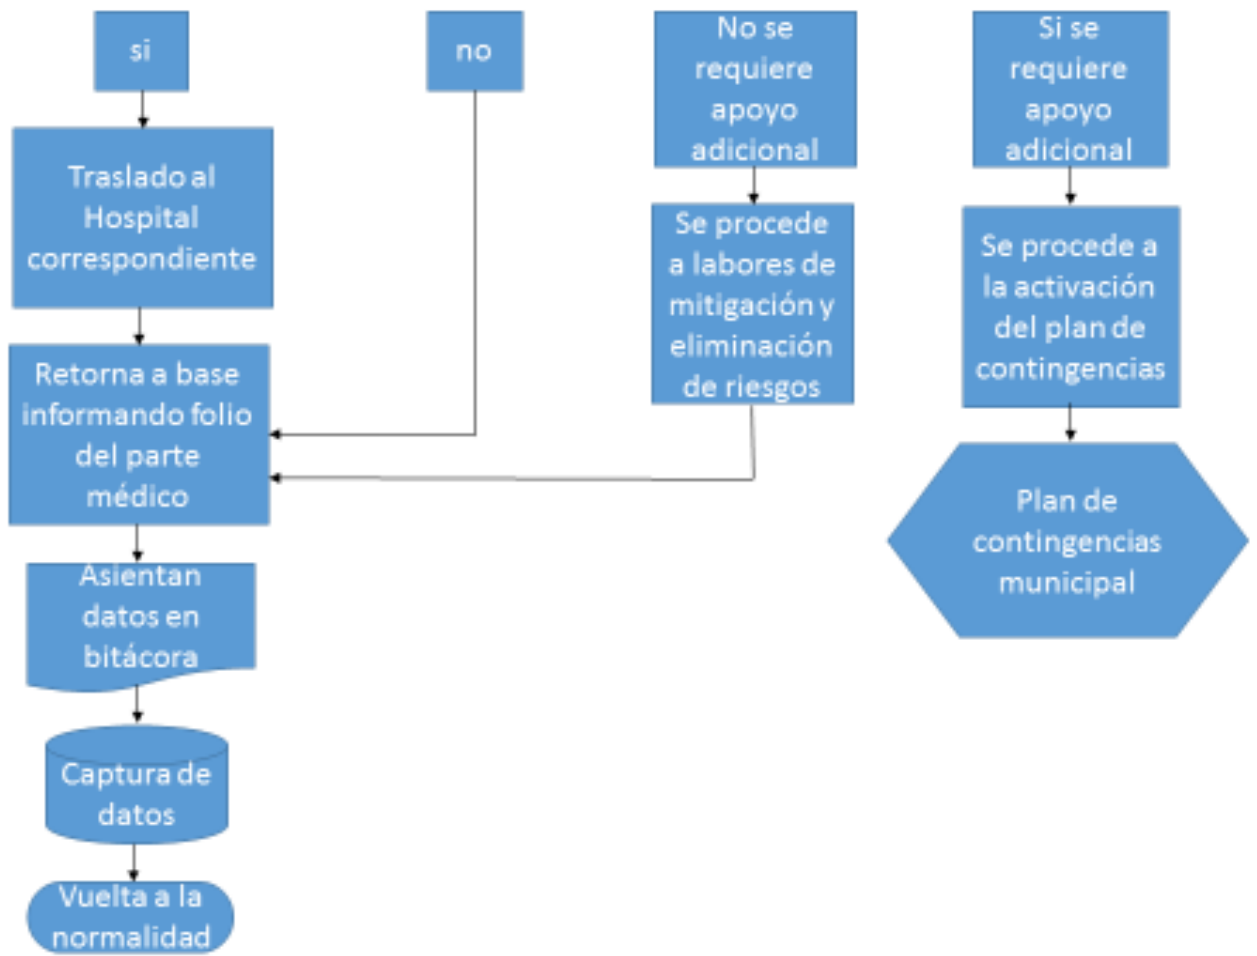 si
no
No se
requiere
apoyo
adicional
Si se
requiere
apoyo
adicional
Traslado al
Hospital
correspondiente
Se procede
a labores de
mitigación y
eliminación
de riesgos
Se procede a
la activación
del plan de
contingencias
Retorna a base
informando folio
del parte
médico
Plan de
contingencias
municipal
Asientan
datos en
bitácora
Captura de
datos
Vuelta a la
normalidad